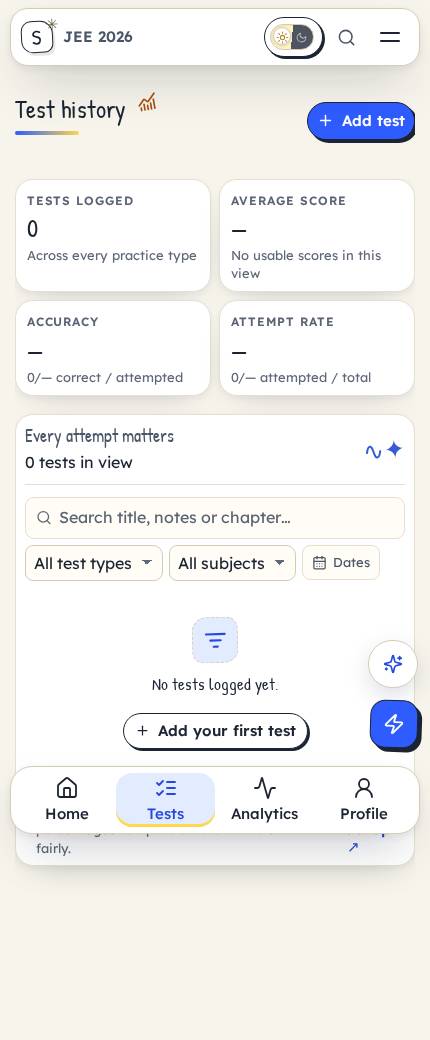 S JEE 2026
Test history
+ Add test
TESTS LOGGED
0
Across every practice type
AVERAGE SCORE
—
No usable scores in this
view
ACCURACY
—
0/— correct / attempted
ATTEMPT RATE
—
0/— attempted / total
Every attempt matters
0 tests in view
Search title, notes or chapter…
All test types
All subjects
Dates
No tests logged yet.
+ Add your first test
Home
Tests
Analytics
Profile
fairly.
↗